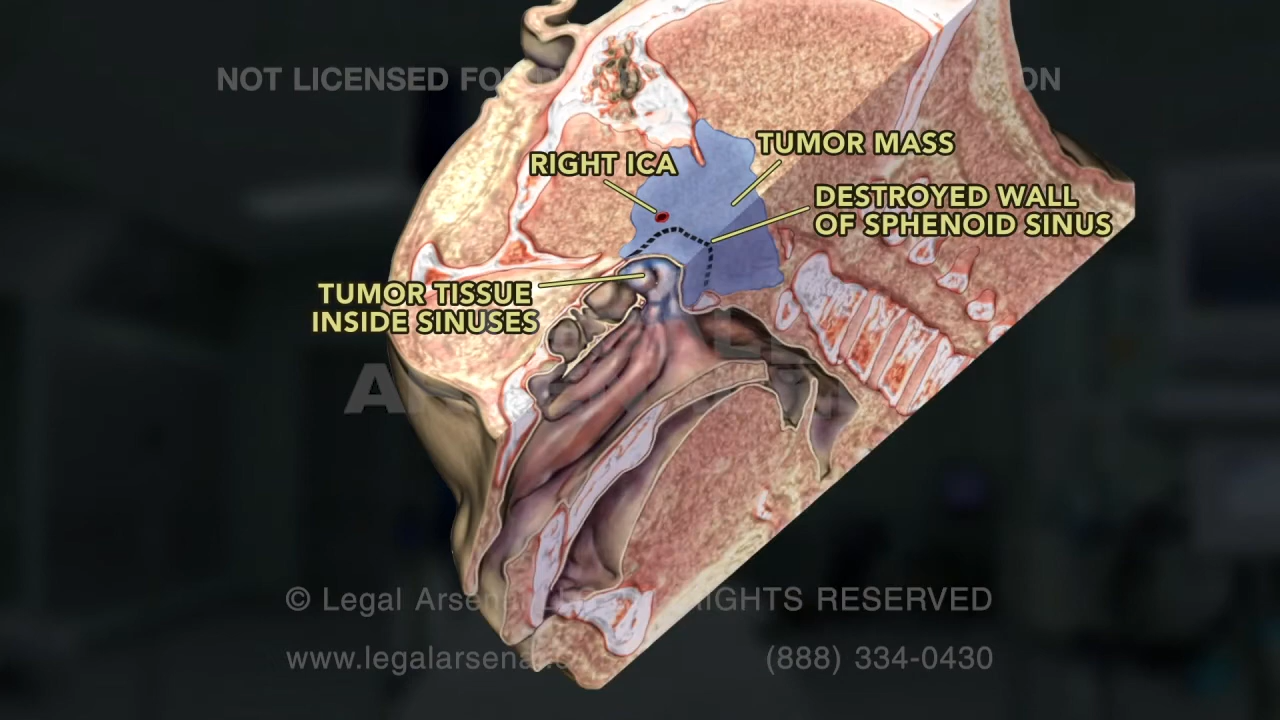 NOT LICENSED FO
ON
RIGHT ICA
TUMOR MASS
DESTROYED WALL
OF SPHENOID SINUS
TUMOR TISSUE
INSIDE SINUSES
© Legal Arsenal RIGHTS RESERVED
www.legalarsena
(888) 334-0430